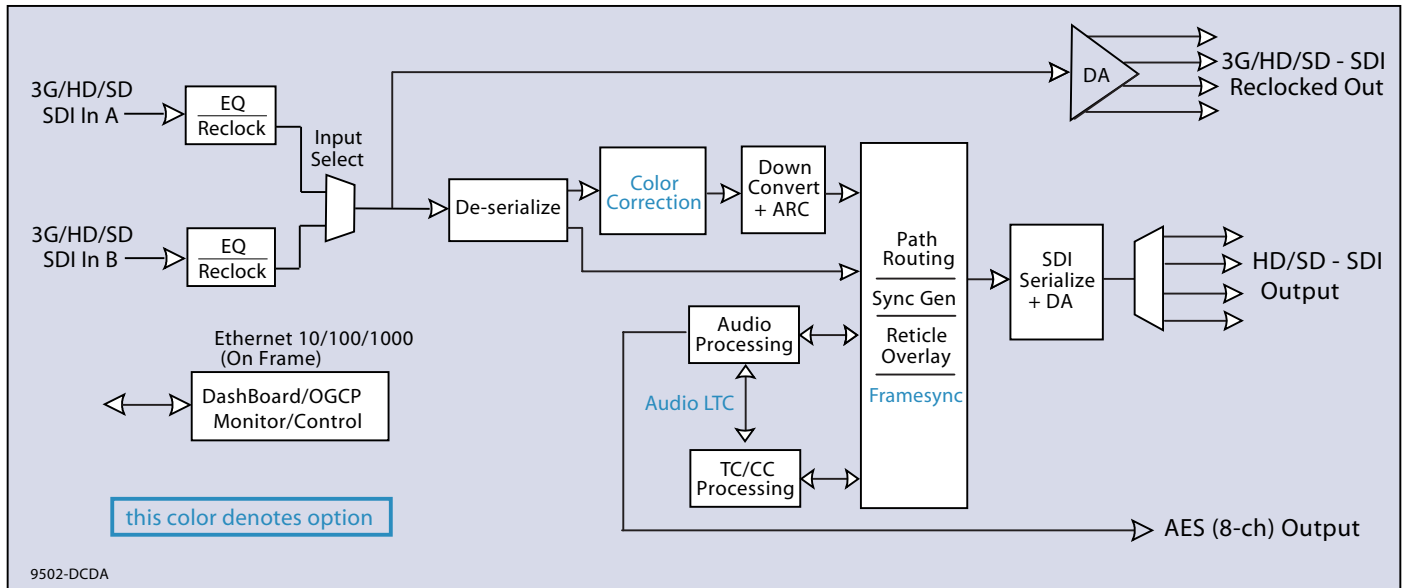 3G/HD/SD
SDI In A
EQ
Reclock
Input
Select
3G/HD/SD
SDI In B
EQ
Reclock
De-serialize
Color
Correction
Down
Convert
+ ARC
DA
3G/HD/SD - SDI
Reclocked Out
Path
Routing
Sync Gen
Reticle
Overlay
Framesync
SDI
Serialize
+ DA
HD/SD - SDI
Output
Audio
Processing
Audio LTC
TC/CC
Processing
AES (8-ch) Output
Ethernet 10/100/1000
(On Frame)
DashBoard/OGCP
Monitor/Control
this color denotes option
9502-DCDA